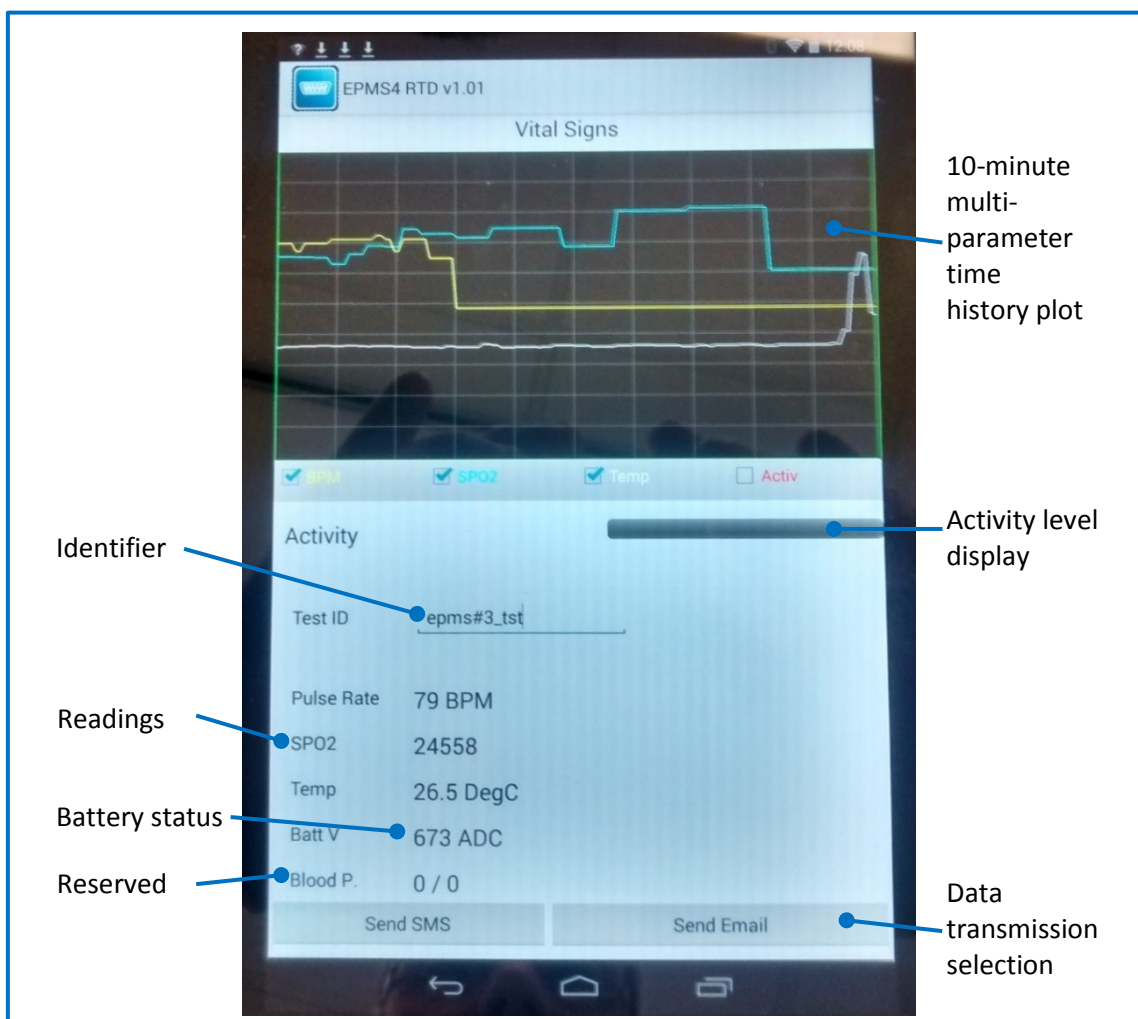 12:08
EPMS4 RTD v1.01
Vital Signs
10-minute
multi-
parameter
time
history plot
BPM
SPO2
Temp
Activ
Activity
Activity level
display
Identifier
Test ID
epms#3_tst
Pulse Rate
79 BPM
Readings
SPO2
24558
Temp
26.5 DegC
Battery status
Batt V
673 ADC
Reserved
Blood P.
0 / 0
Send SMS
Send Email
Data
transmission
selection